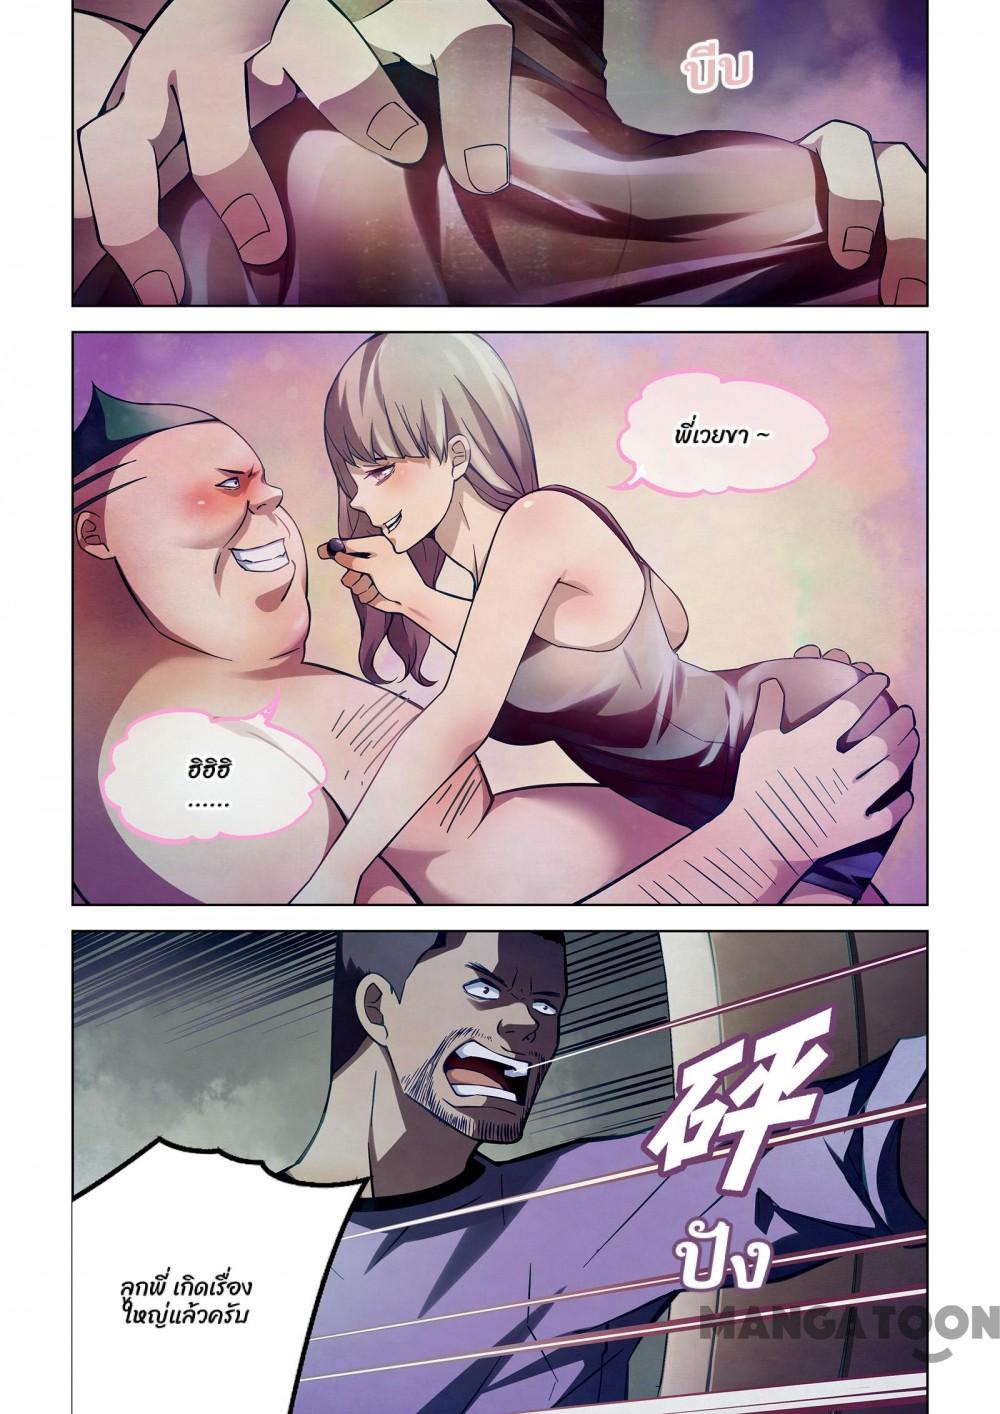 บีบ
พี่เวยขา ~
ฮิฮิฮิ
......
砰
ปัง
ลูกพี่ เกิดเรื่อง
ใหญ่แล้วครับ
MANGATOON